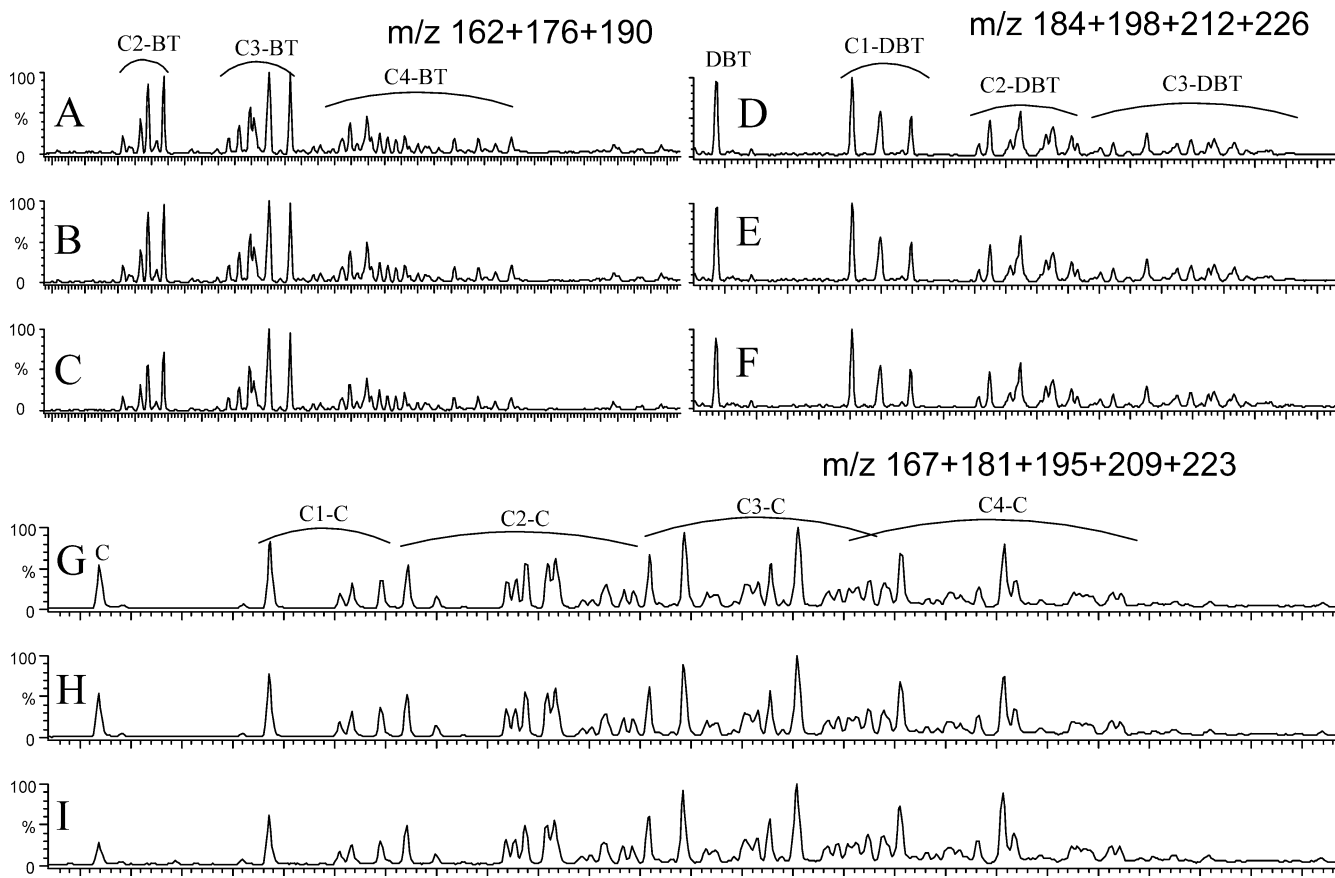 m/z 162+176+190
m/z 184+198+212+226
C2-BT
C3-BT
C4-BT
DBT
C1-DBT
C2-DBT
C3-DBT
100
%
0
A
D
100
%
0
B
E
100
%
0
C
F
m/z 167+181+195+209+223
C1-C
C2-C
C3-C
C4-C
100
%
0
G
C
100
%
0
H
100
%
0
I